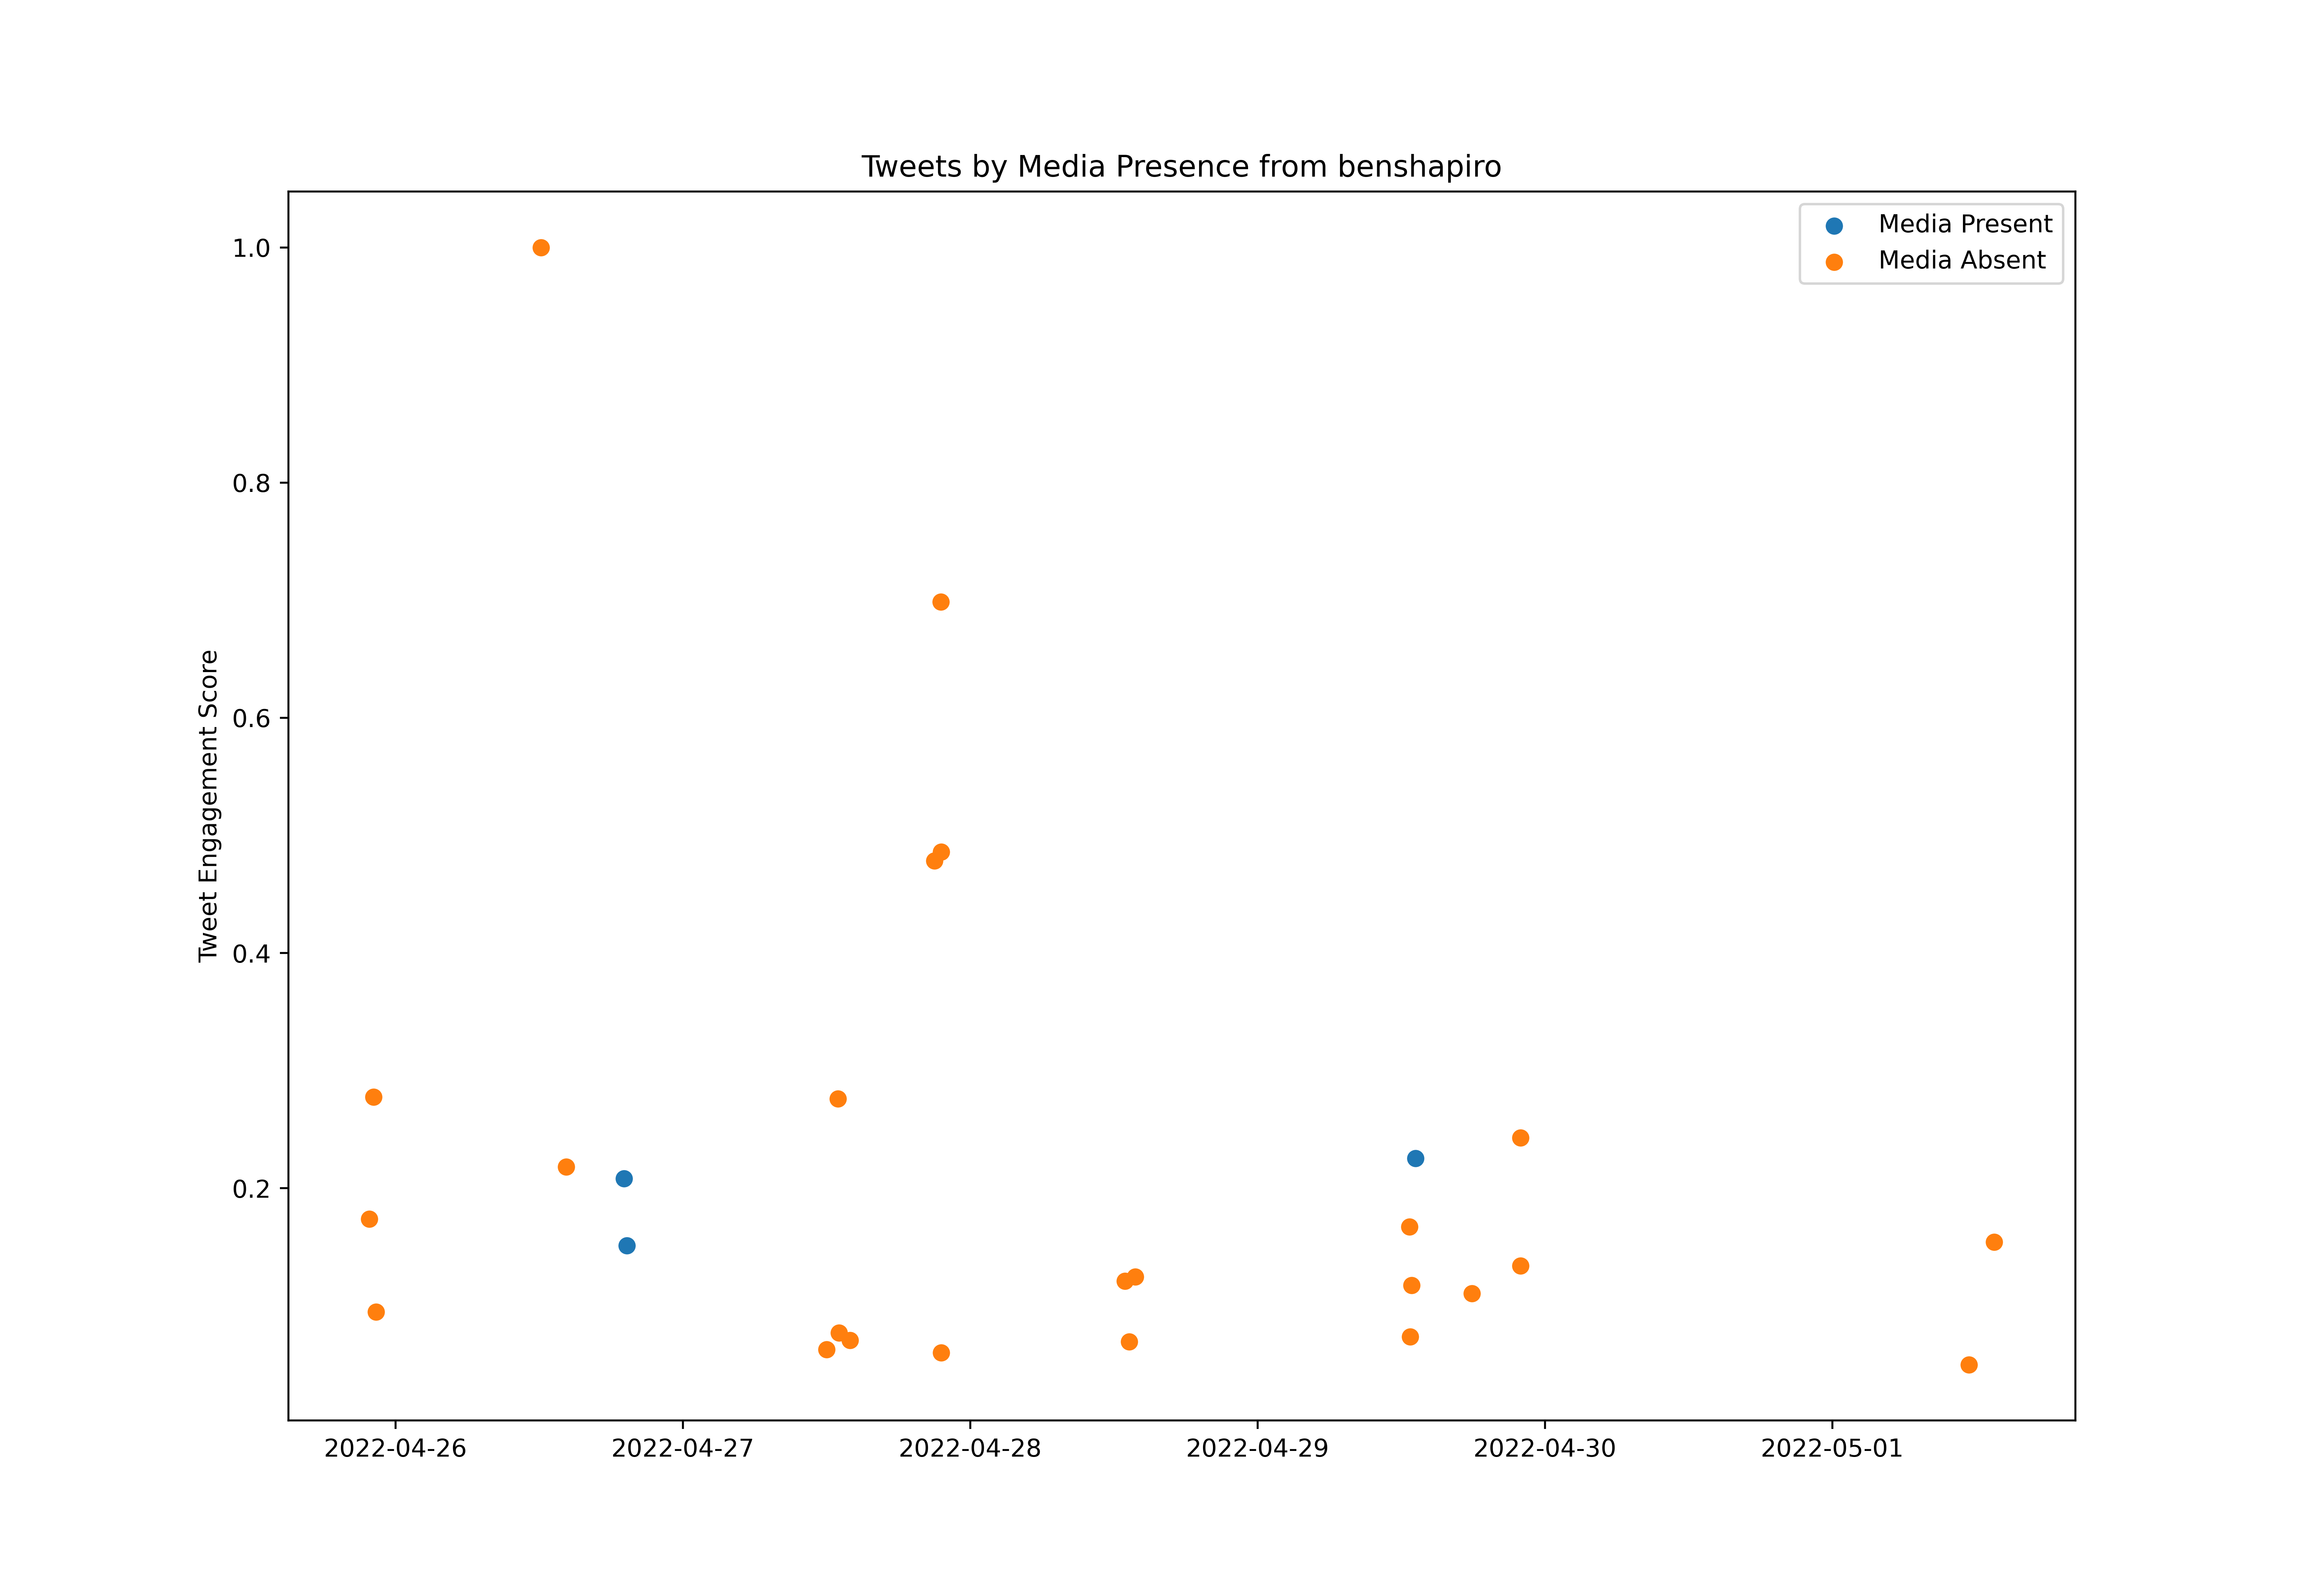 Tweets by Media Presence from benshapiro
Media Present
Media Absent
1.0
0.8
0.6
0.4
0.2
Tweet Engagement Score
2022-04-26
2022-04-27
2022-04-28
2022-04-29
2022-04-30
2022-05-01